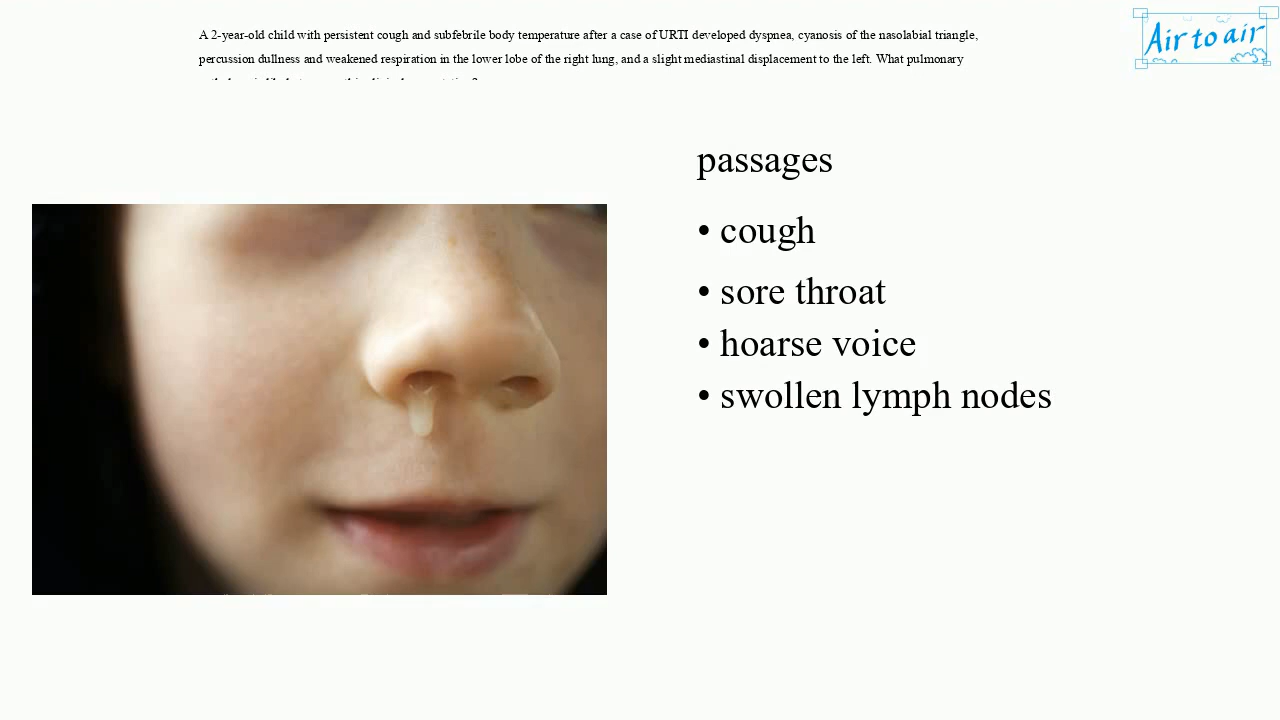 A 2-year-old child with persistent cough and subfebrile body temperature after a case of URTI developed dyspnea, cyanosis of the nasolabial triangle,
percussion dullness and weakened respiration in the lower lobe of the right lung, and a slight mediastinal displacement to the left. What pulmonary
Air to air
passages
• cough
• sore throat
• hoarse voice
• swollen lymph nodes